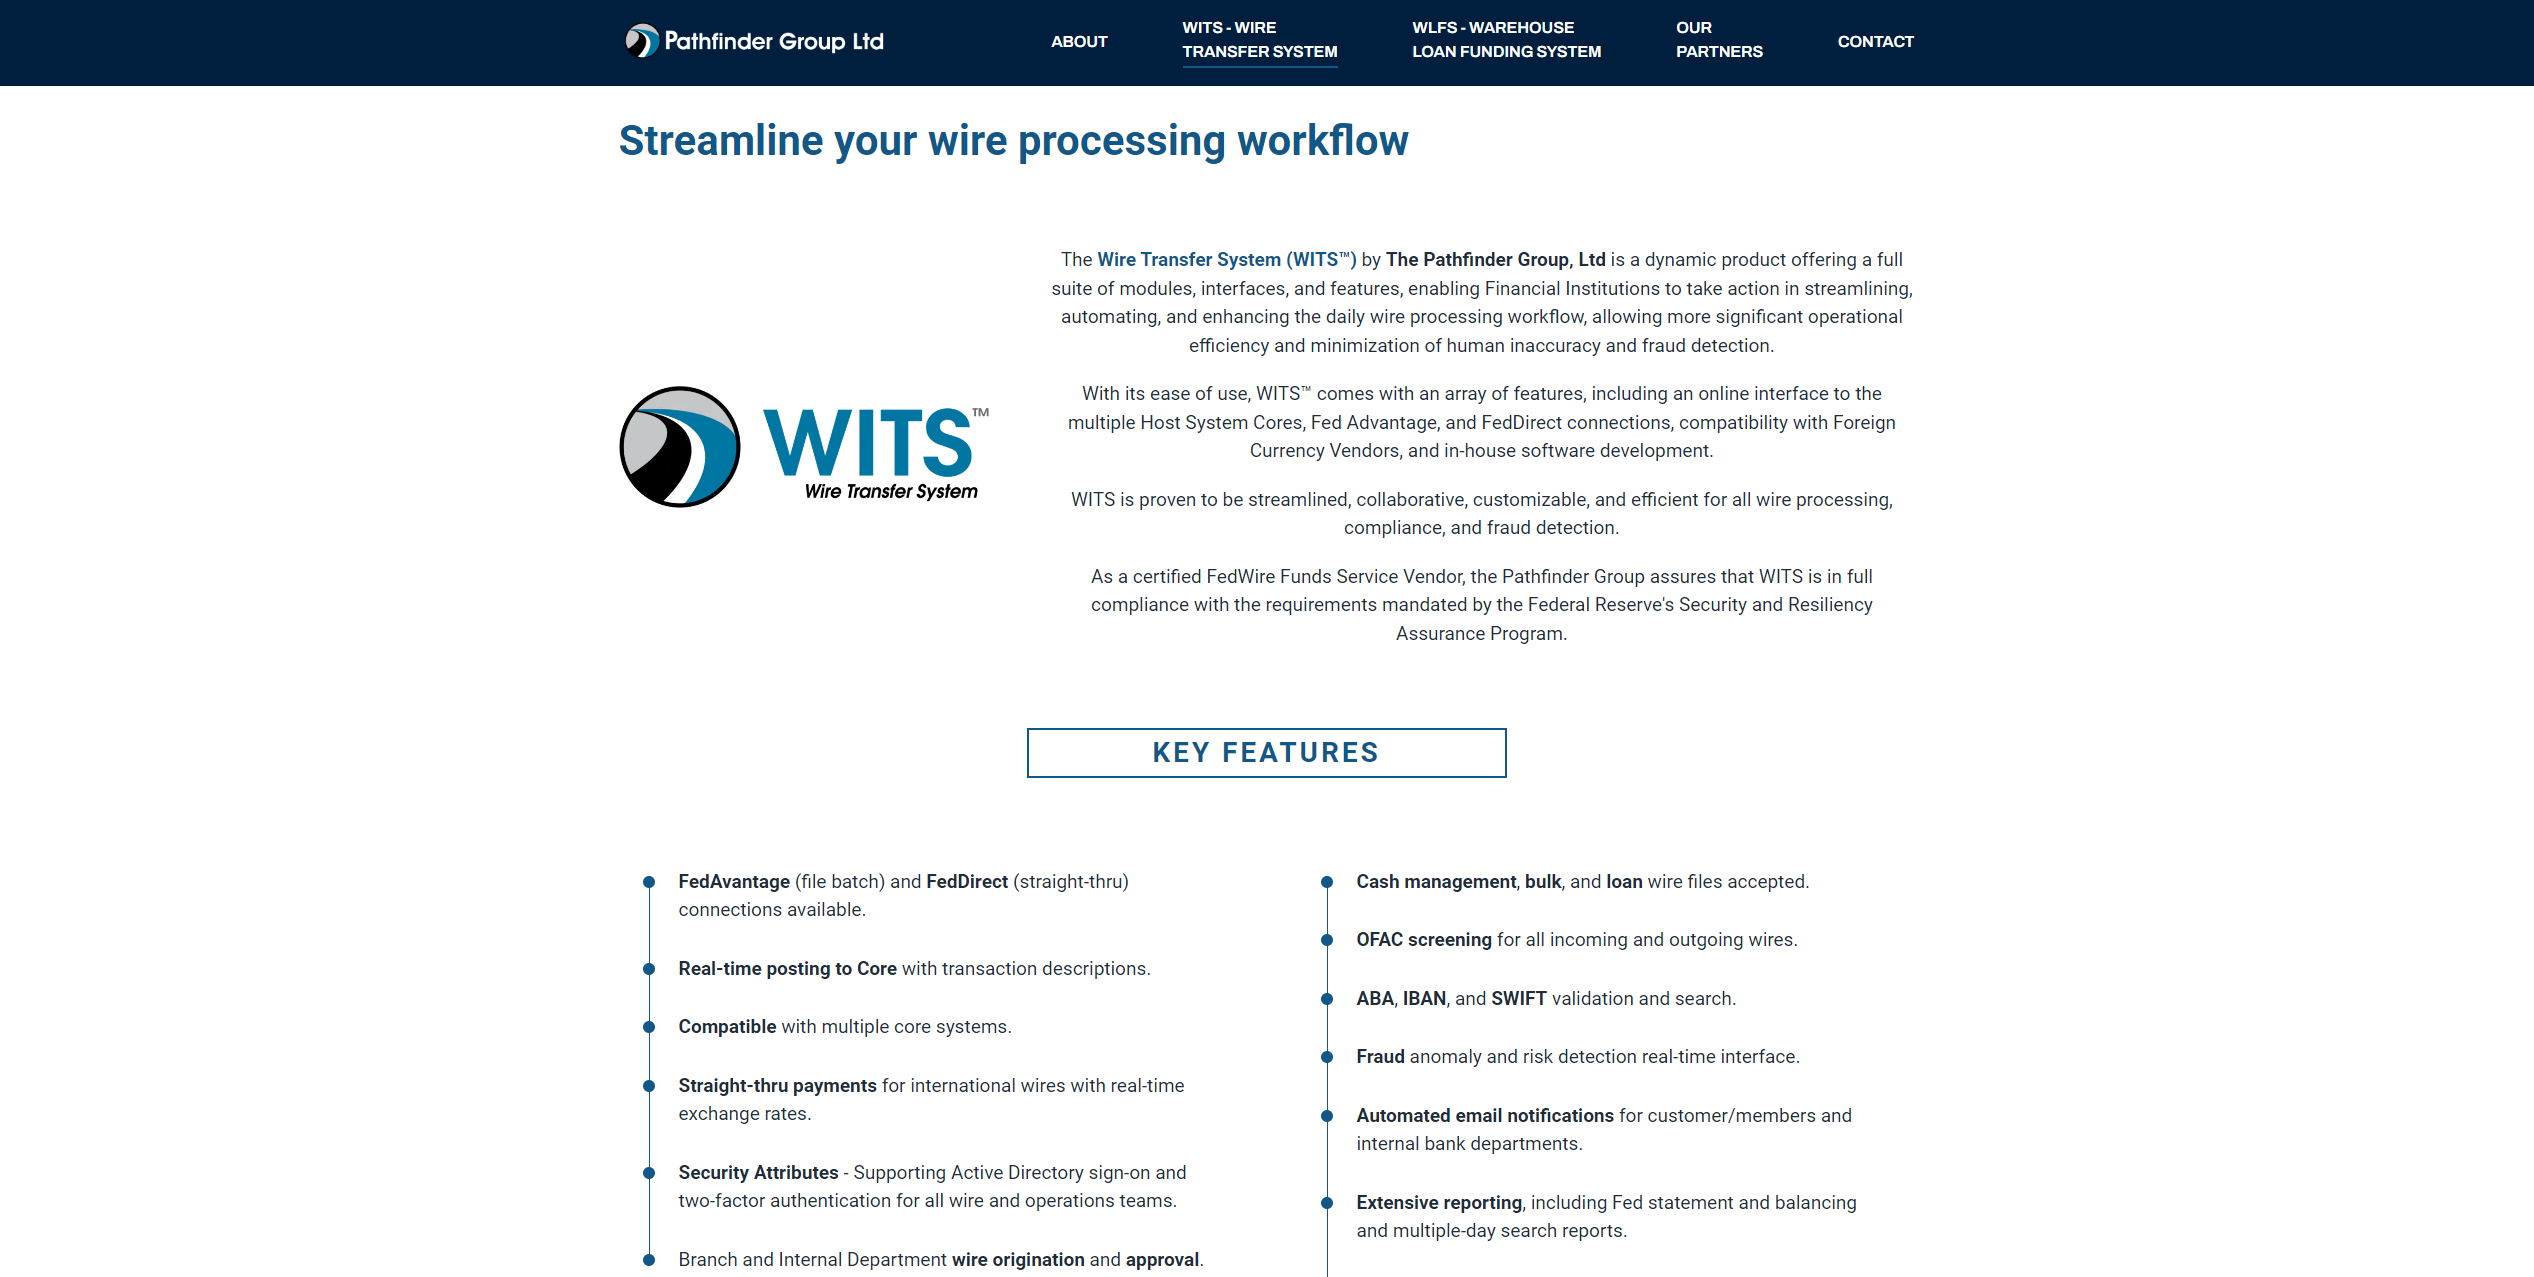 Pathfinder Group Ltd
ABOUT
WITS - WIRE
TRANSFER SYSTEM
WLFS - WAREHOUSE
LOAN FUNDING SYSTEM
OUR
PARTNERS
CONTACT
Streamline your wire processing workflow
WITS™
Wire Transfer System
The Wire Transfer System (WITS™) by The Pathfinder Group, Ltd is a dynamic product offering a full
suite of modules, interfaces, and features, enabling Financial Institutions to take action in streamlining,
automating, and enhancing the daily wire processing workflow, allowing more significant operational
efficiency and minimization of human inaccuracy and fraud detection.
With its ease of use, WITS™ comes with an array of features, including an online interface to the
multiple Host System Cores, Fed Advantage, and FedDirect connections, compatibility with Foreign
Currency Vendors, and in-house software development.
WITS is proven to be streamlined, collaborative, customizable, and efficient for all wire processing,
compliance, and fraud detection.
As a certified FedWire Funds Service Vendor, the Pathfinder Group assures that WITS is in full
compliance with the requirements mandated by the Federal Reserve's Security and Resiliency
Assurance Program.
KEY FEATURES
FedAvantage (file batch) and FedDirect (straight-thru)
connections available.
Real-time posting to Core with transaction descriptions.
Compatible with multiple core systems.
Straight-thru payments for international wires with real-time
exchange rates.
Security Attributes - Supporting Active Directory sign-on and
two-factor authentication for all wire and operations teams.
Branch and Internal Department wire origination and approval.
Cash management, bulk, and loan wire files accepted.
OFAC screening for all incoming and outgoing wires.
ABA, IBAN, and SWIFT validation and search.
Fraud anomaly and risk detection real-time interface.
Automated email notifications for customer/members and
internal bank departments.
Extensive reporting, including Fed statement and balancing
and multiple-day search reports.